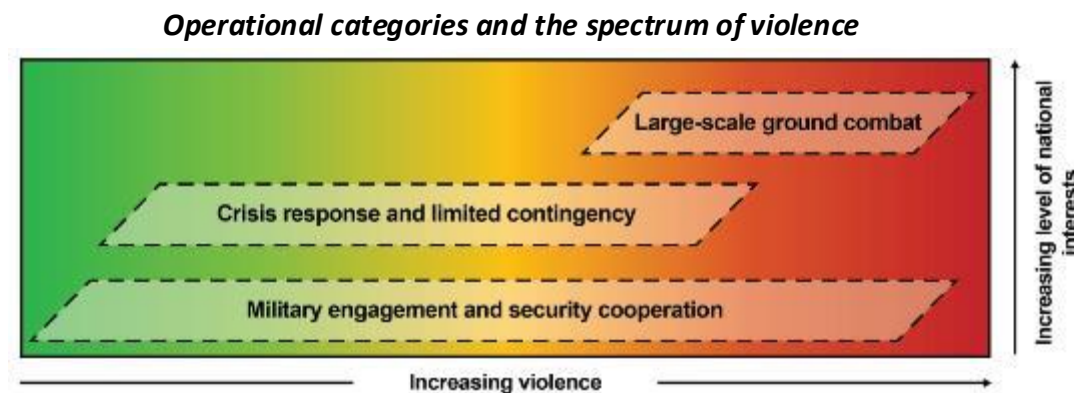 Operational categories and the spectrum of violence
Large-scale ground combat
Crisis response and limited contingency
Military engagement and security cooperation
Increasing violence
Increasing level of national
interests